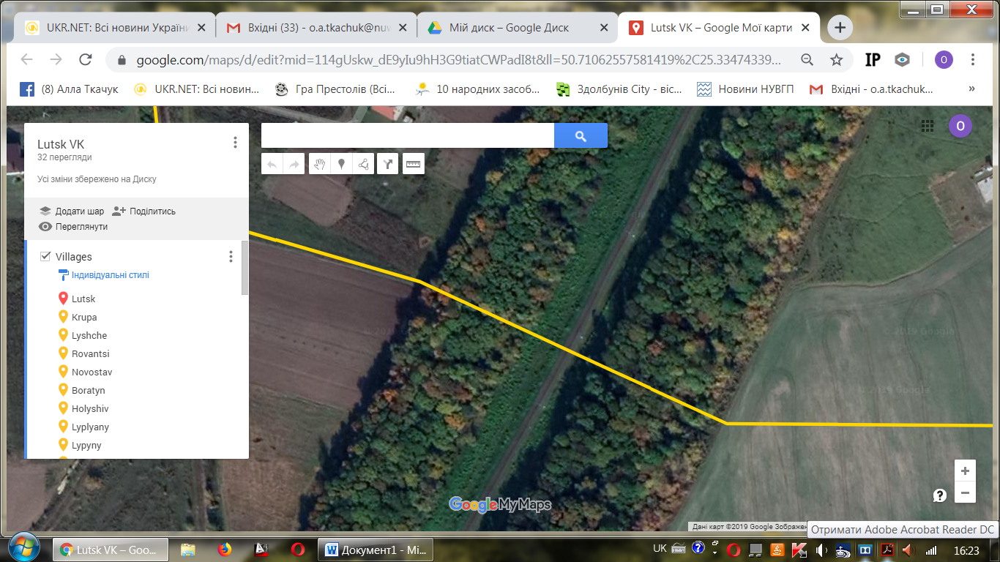 UKR.NET: Всі новини України
Вхідні (33) - o.a.tkachuk@nuw
Мій диск – Google Диск
Lutsk VK – Google Мої карти
google.com/maps/d/edit?mid=114gUskw_dE9yIu9hH3G9tiatCWPadI8t&ll=50.71062557581419%2C25.33474339...
IP
O
(8) Алла Ткачук
UKR.NET: Всі новин...
Гра Престолів (Всі...
10 народних засоб...
Здолбунів City - віс...
Новини НУВГП
Вхідні - o.a.tkachuk...
»
Lutsk VK
32 перегляди
Усі зміни збережено на Диску
Додати шар
Поділитись
Переглянути
Villages
Індивідуальні стилі
Lutsk
Krupa
Lyshche
Rovantsi
Novostav
Boratyn
Holyshiv
Lyplyany
Lypyny
O
© 2019 Google
Google My Maps
+
−
?
Дані карт ©2019 Google Зображен
Отримати Adobe Acrobat Reader DC
Lutsk VK – Goo...
Документ1 - Mi...
UK
16:23